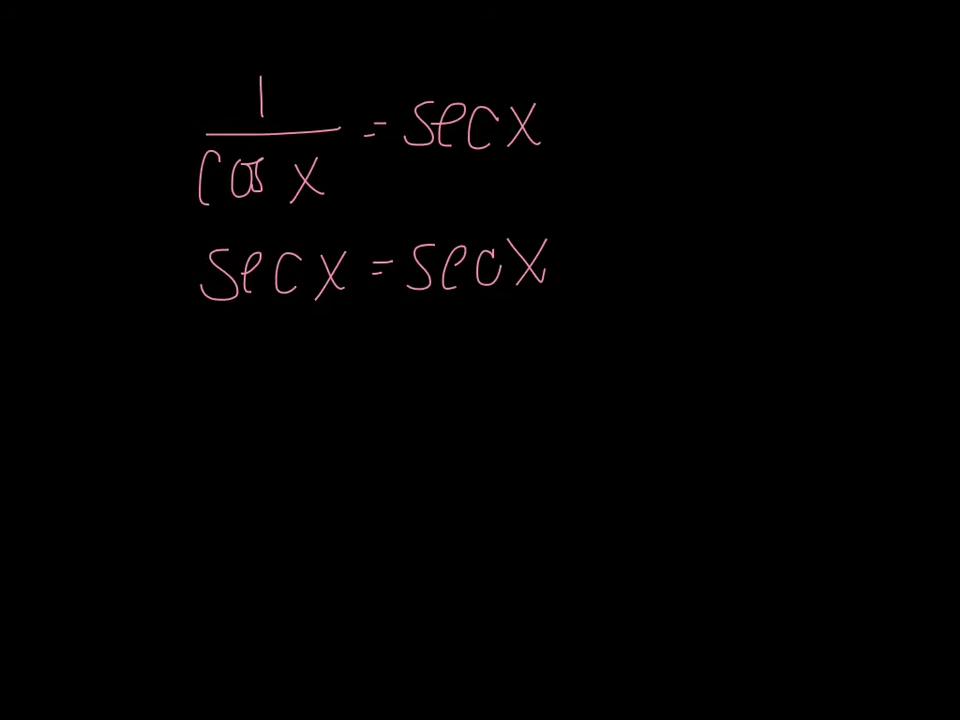 1/cos x = sec x
sec x = sec x